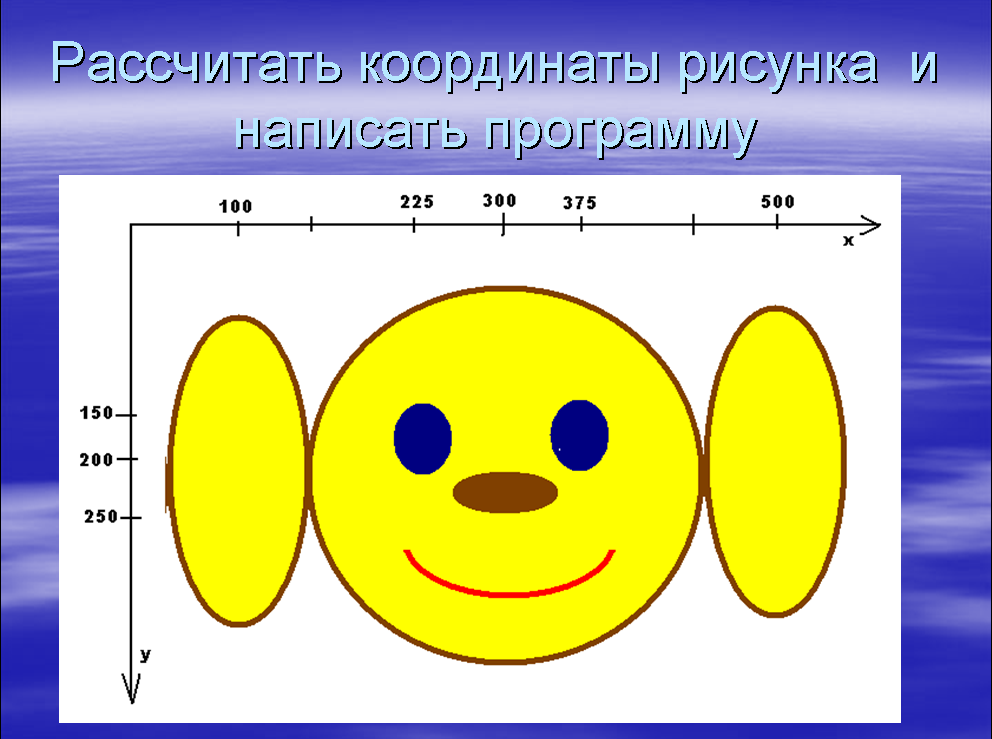 Рассчитать координаты рисунка и
написать программу
100 225 300 375 500
x
150
200
250
y